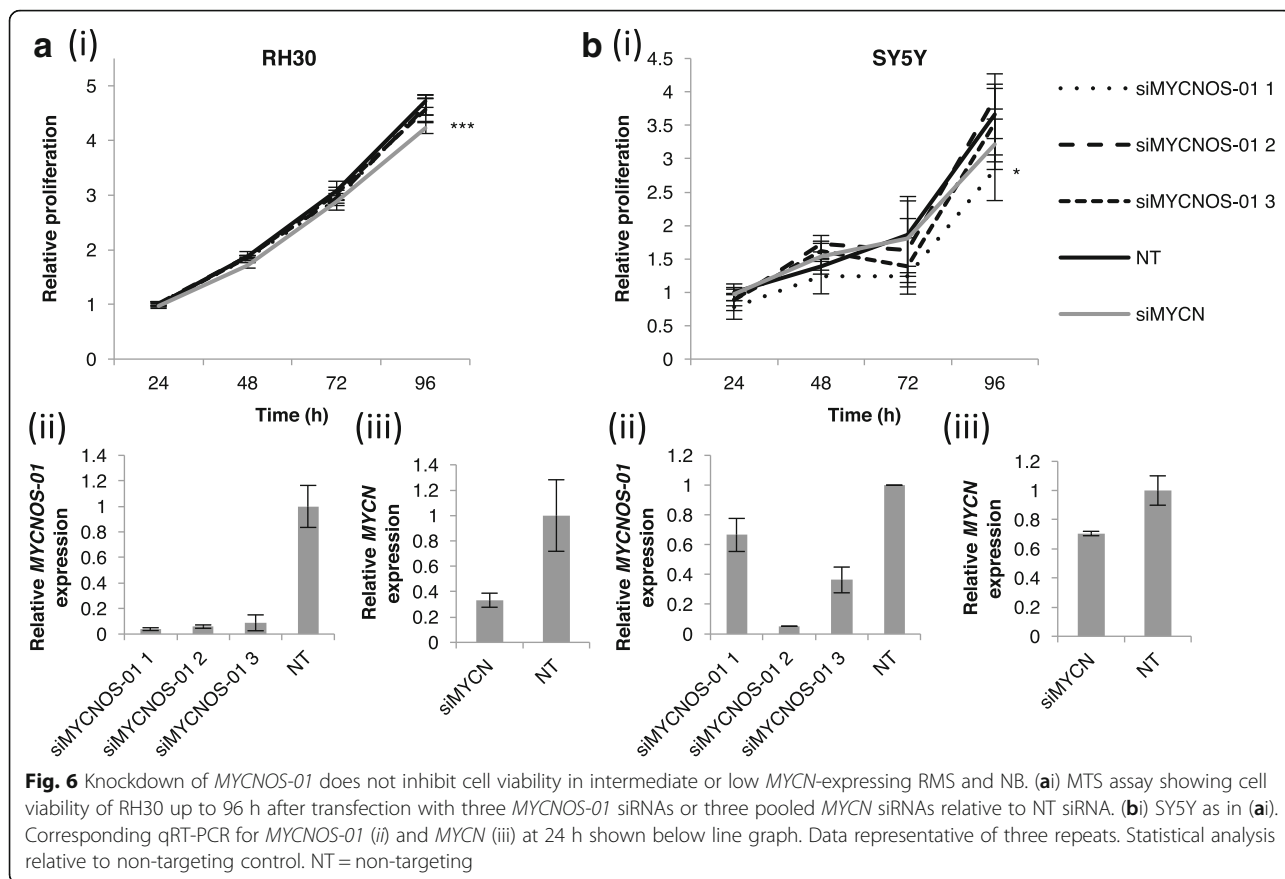 a (i)
RH30
Relative proliferation
5
4
3
2
1
0
24 48 72 96
Time (h)
***
b (i)
SY5Y
Relative proliferation
4.5
4
3.5
3
2.5
2
1.5
1
0.5
0
24 48 72 96
Time (h)
*
siMYCNOS-01 1
siMYCNOS-01 2
siMYCNOS-01 3
NT
siMYCN
(ii)
Relative MYCNOS-01
expression
1.4
1.2
1
0.8
0.6
0.4
0.2
0
siMYCNOS-01 1
siMYCNOS-01 2
siMYCNOS-01 3
NT
(iii)
Relative MYCN
expression
1.4
1.2
1
0.8
0.6
0.4
0.2
0
siMYCN
NT
(ii)
Relative MYCNOS-01
expression
1.2
1
0.8
0.6
0.4
0.2
0
siMYCNOS-01 1
siMYCNOS-01 2
siMYCNOS-01 3
NT
(iii)
Relative MYCN
expression
1.2
1
0.8
0.6
0.4
0.2
0
siMYCN
NT
Fig. 6 Knockdown of MYCNOS-01 does not inhibit cell viability in intermediate or low MYCN-expressing RMS and NB. (ai) MTS assay showing cell
viability of RH30 up to 96 h after transfection with three MYCNOS-01 siRNAs or three pooled MYCN siRNAs relative to NT siRNA. (bi) SY5Y as in (ai).
Corresponding qRT-PCR for MYCNOS-01 (ii) and MYCN (iii) at 24 h shown below line graph. Data representative of three repeats. Statistical analysis
relative to non-targeting control. NT = non-targeting